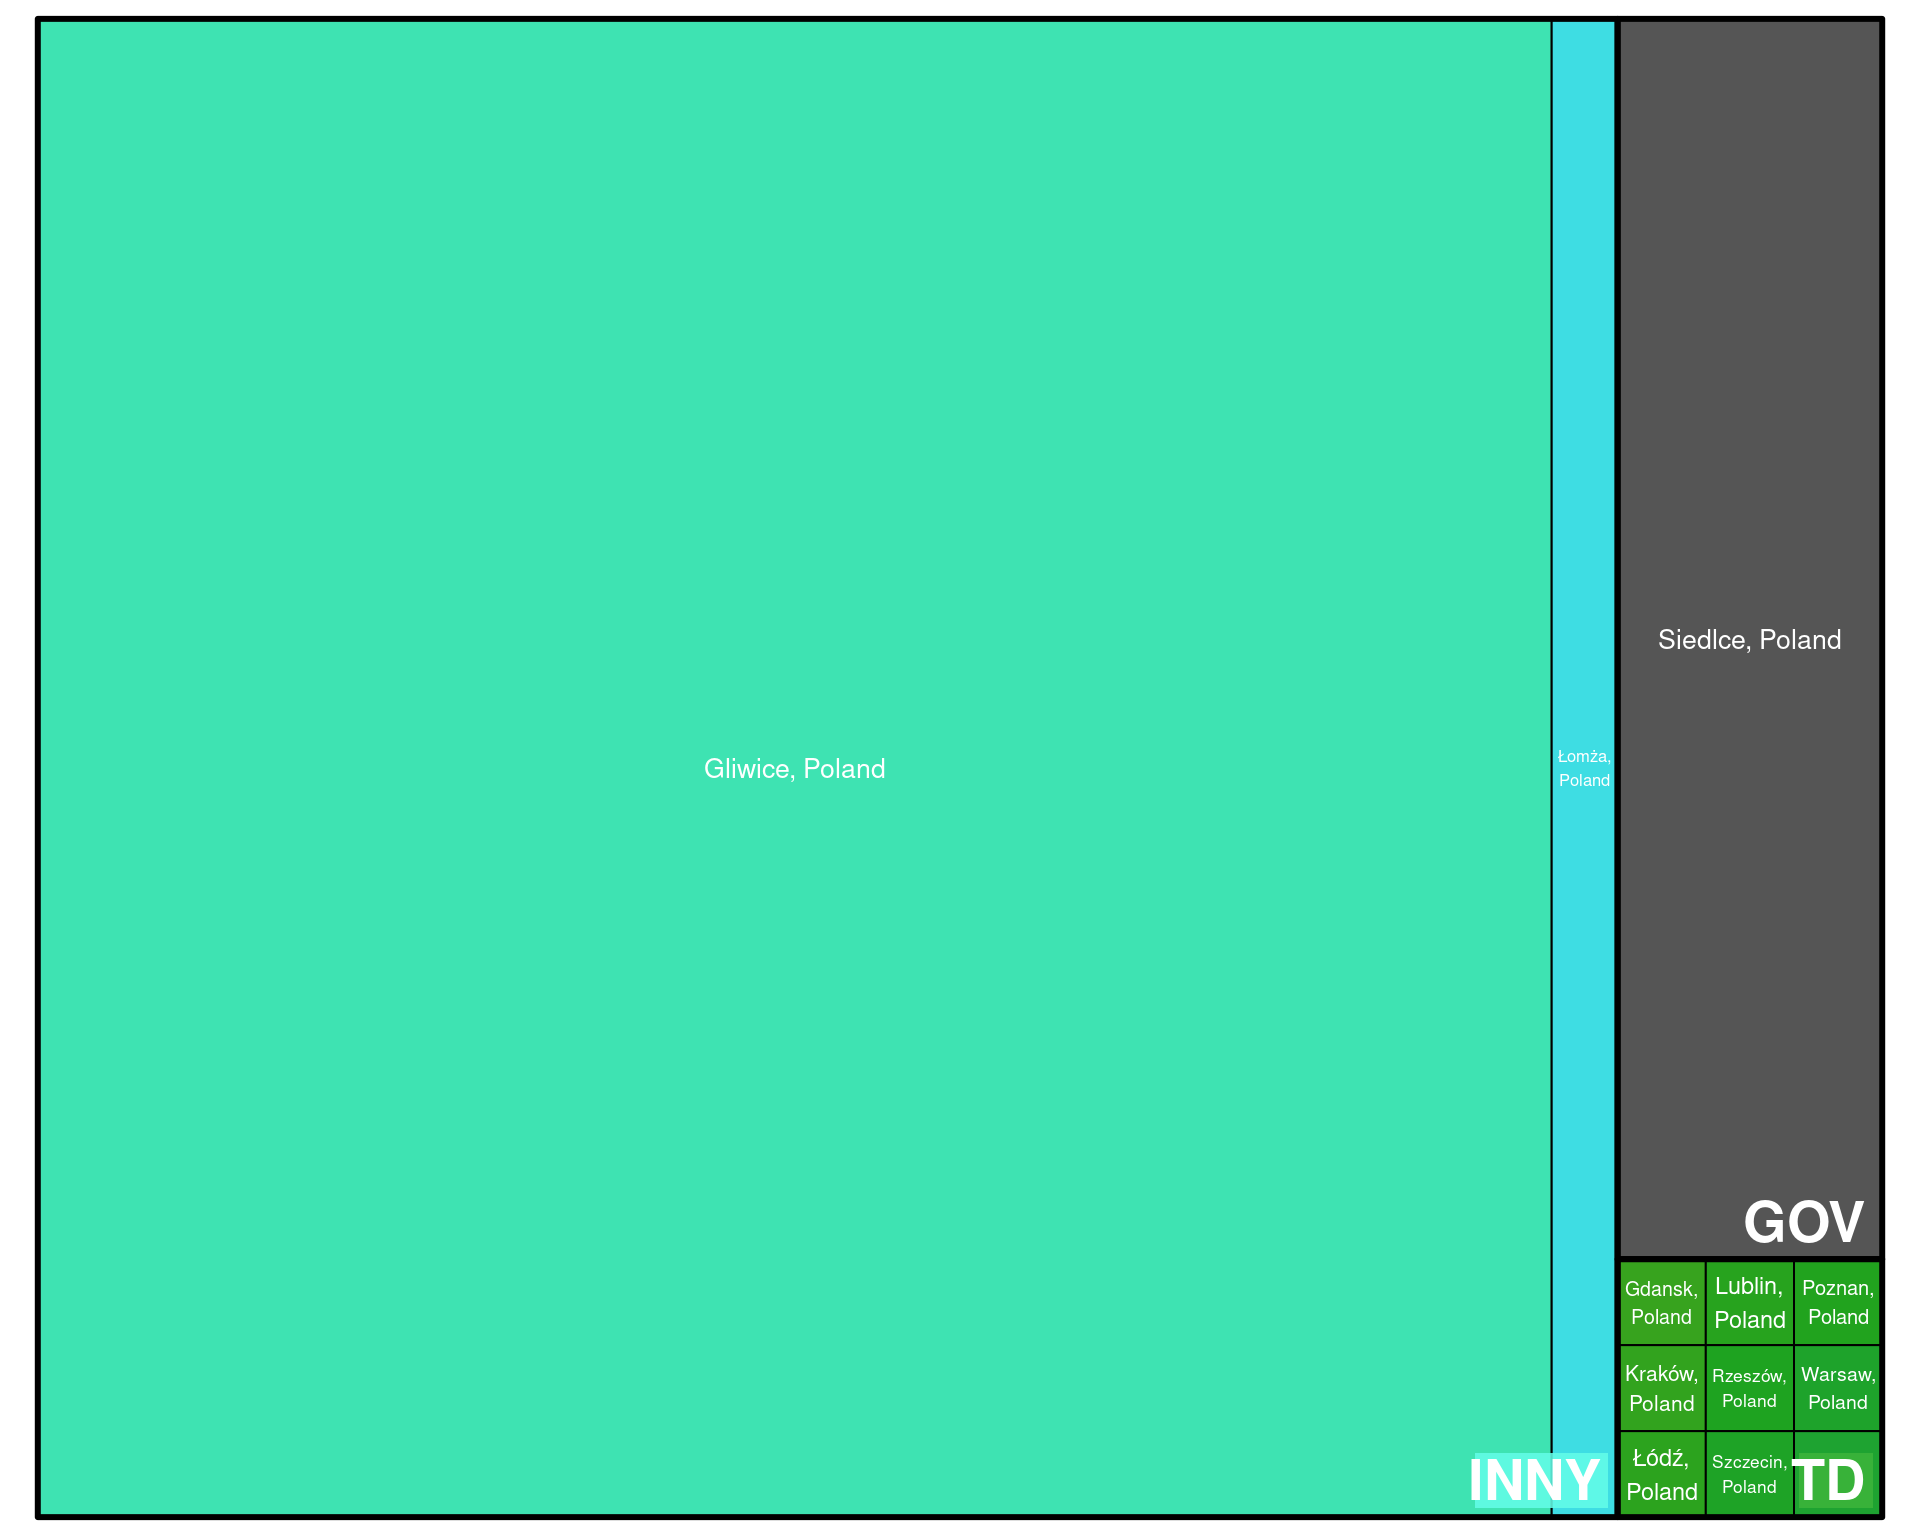 Gliwice, Poland
Łomża,
Poland
INNY
Siedlce, Poland
GOV
Gdansk,
Poland
Lublin,
Poland
Poznan,
Poland
Kraków,
Poland
Rzeszów,
Poland
Warsaw,
Poland
Łódź,
Poland
Szczecin,
Poland
TD